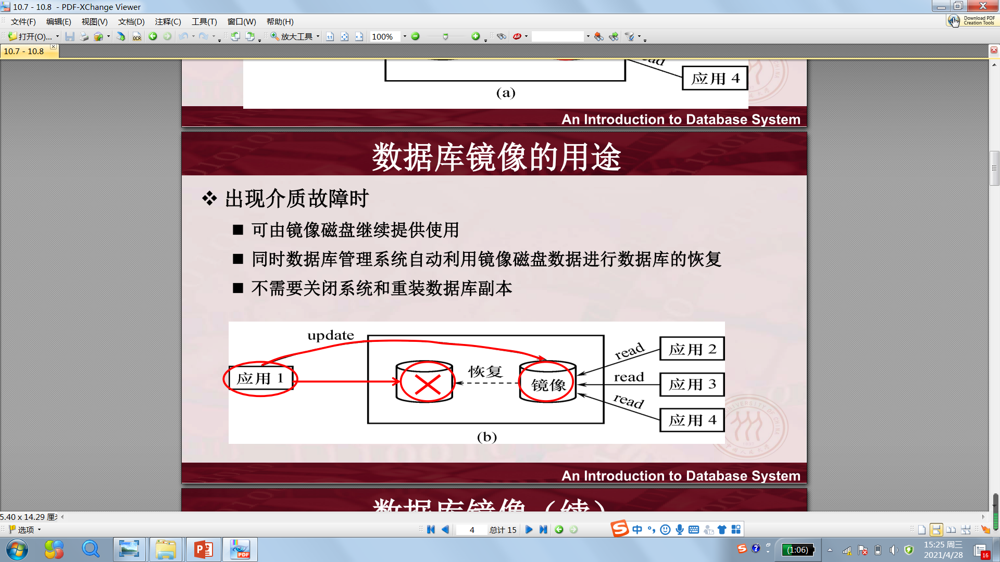 10.7 - 10.8 - PDF-XChange Viewer
文件(F) 编辑(E) 视图(V) 文档(D) 注释(C) 工具(T) 窗口(W) 帮助(H)
Download PDF
Creation Tools
打开(O)... OCR 放大工具 1:1 100% Ask
10.7 - 10.8
read
应用 4
(a)
An Introduction to Database System
数据库镜像的用途
出现介质故障时
可由镜像磁盘继续提供使用
同时数据库管理系统自动利用镜像磁盘数据进行数据库的恢复
不需要关闭系统和重装数据库副本
update
应用 1
恢复
镜像
read
应用 2
read
应用 3
read
应用 4
(b)
An Introduction to Database System
数据库镜像（续）
5.40 x 14.29 厘米
选项
4 总计 15
中
(1:06)
15:25 周三
2021/4/28
16